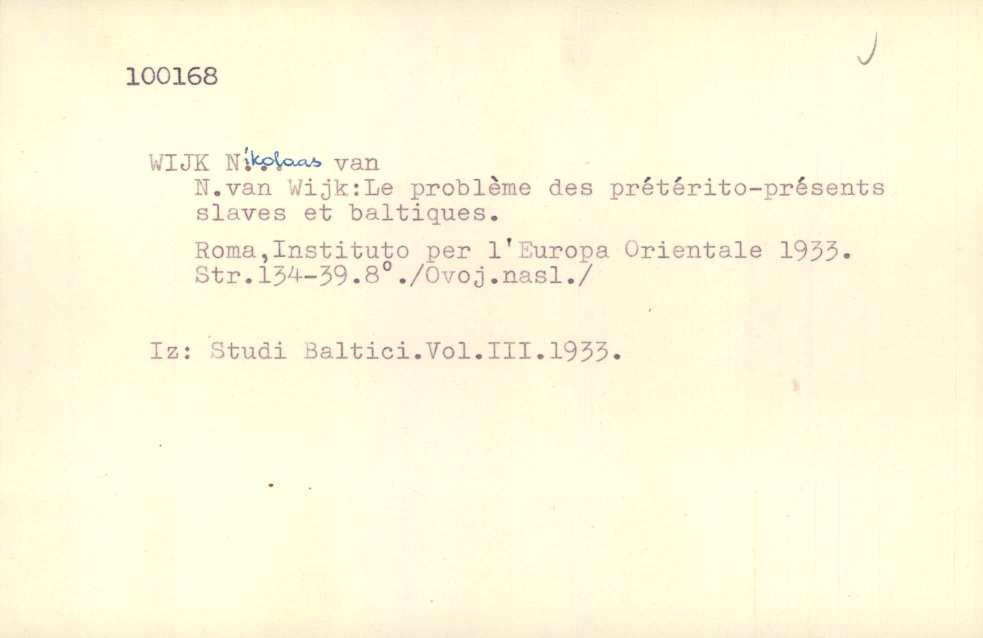 100168
WIJK Nikolaas van
N.van Wijk:Le problème des prétérito-présents
slaves et baltiques.
Roma,Instituto per l'Europa Orientale 1933.
Str.134-39.8°./Ovoj.nasl./
Iz: Studi Baltici.Vol.III.1933.